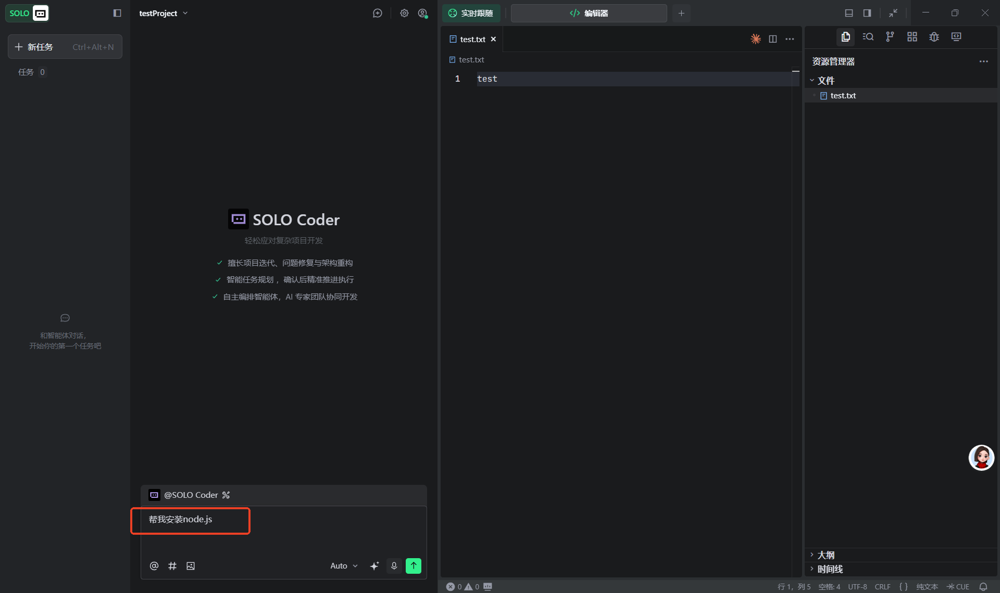 SOLO
testProject
实时跟随
编辑器
新任务 Ctrl+Alt+N
任务 0
test.txt
test.txt
1 test
资源管理器
文件
test.txt
SOLO Coder
轻松应对复杂项目开发
擅长项目迭代、问题修复与架构重构
智能任务规划，确认后精准推进执行
自主编排智能体，AI 专家团队协同开发
和智能体对话，
开始你的第一个任务吧
@SOLO Coder
帮我安装node.js
Auto
大纲
时间线
0 0
行 1，列 5 空格: 4 UTF-8 CRLF { } 纯文本 CUE